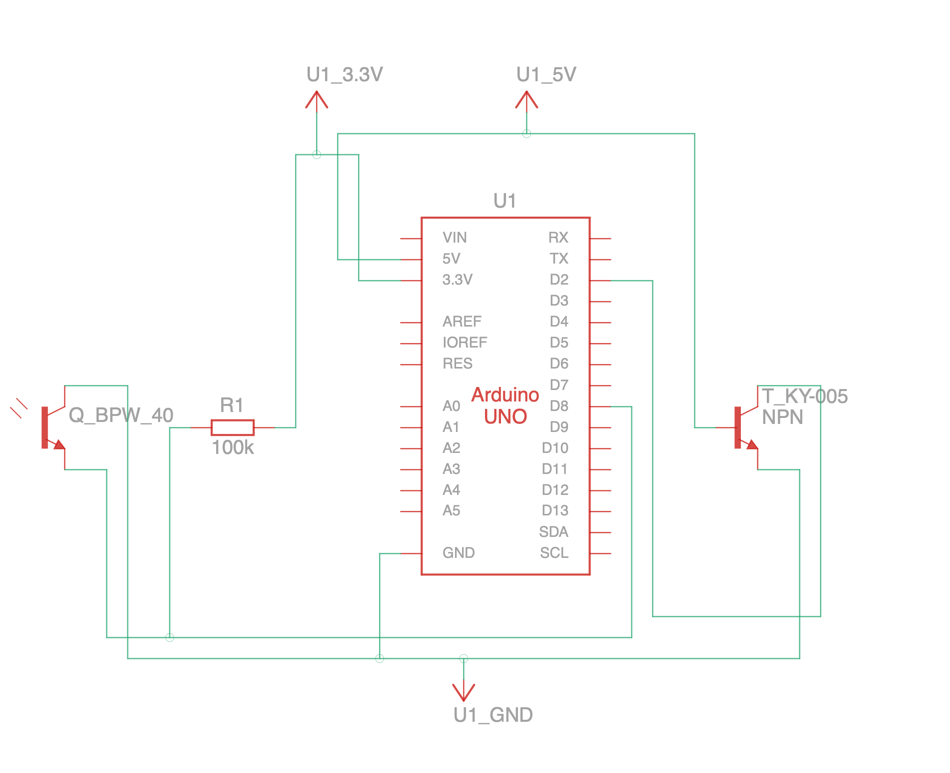 U1_3.3V
U1_5V
U1
VIN
RX
5V
TX
3.3V
D2
D3
AREF
D4
IOREF
D5
RES
D6
D7
Arduino
UNO
A0
D8
A1
D9
A2
D10
A3
D11
A4
D12
A5
D13
SDA
GND
SCL
Q_BPW_40
R1
100k
T_KY-005
NPN
U1_GND